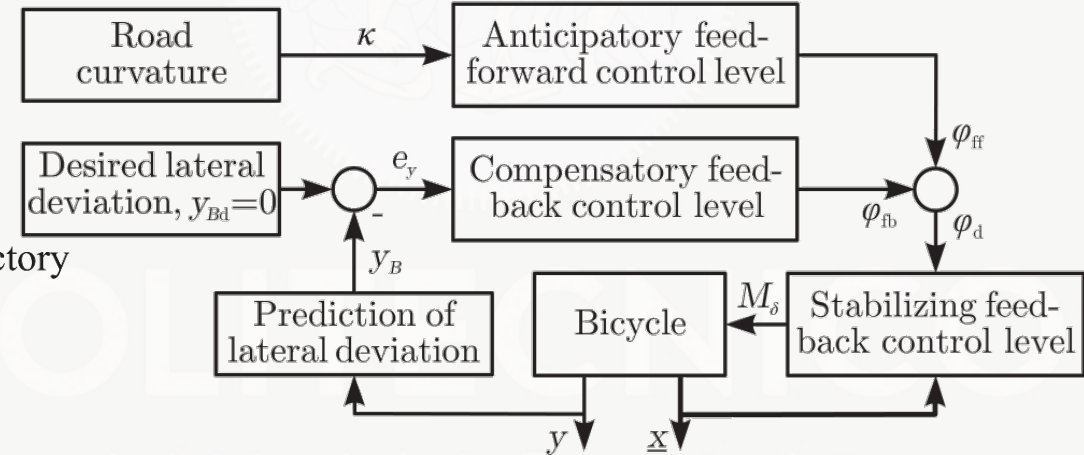 Road
curvature
κ
Anticipatory feed-
forward control level
φff
Desired lateral
deviation, yBd=0
-
ey
Compensatory feed-
back control level
φfb
φd
ctory
yB
Prediction of
lateral deviation
Bicycle
Mδ
Stabilizing feed-
back control level
y
x
OLITECNICO